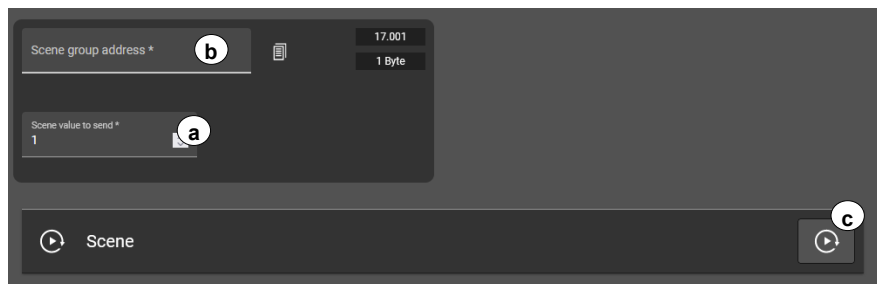 Scene group address *
b
17.001
1 Byte
Scene value to send *
1
a
Scene
c